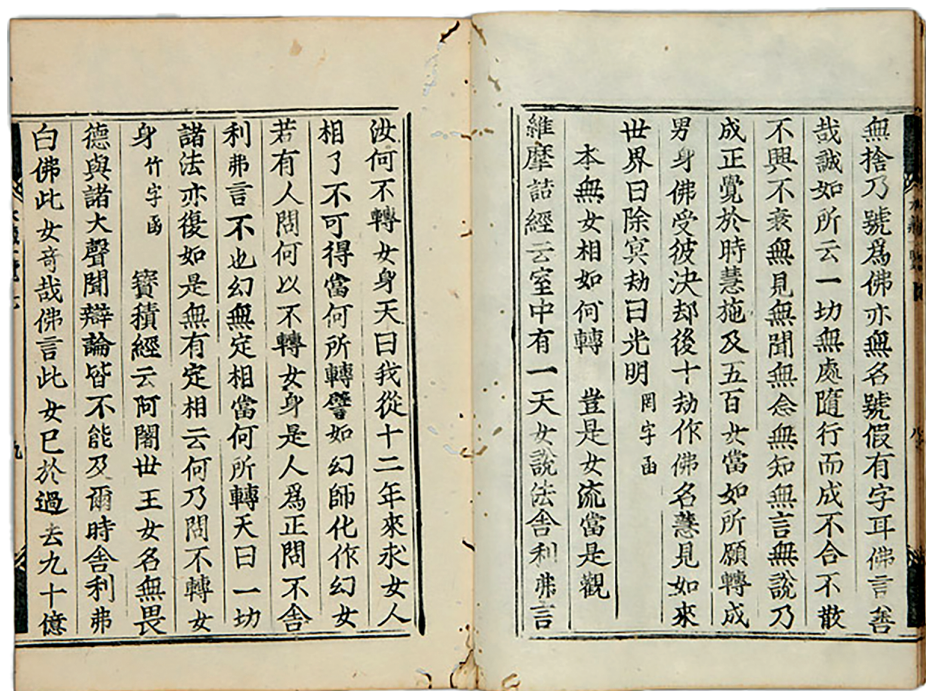 無捨乃號爲佛亦無名號假有字耳佛言善
哉誠如所云一切無處隨行而成不合不散
不興不衰無見無聞無念無知無言無說乃
成正覺於時慧施及五百女當如所願轉成
男身佛受彼決却後十劫作佛名慧見如來
世界曰除冥劫曰光明 罔字函
本無女相如何轉 豈是女流當是觀
維摩詰經云室中有一天女說法舍利弗言
汝何不轉女身天曰我從十二年來求女人
相了不可得當何所轉譬如幻師化作幻女
若有人問何以不轉女身是人爲正問不舍
利弗言不也幻無定相當何所轉天曰一切
諸法亦復如是無有定相云何乃問不轉女
身 竹字函 寳積經云阿闍世王女名無畏
德與諸大聲聞辯論皆不能及爾時舍利弗
白佛此女竒哉佛言此女已於過去九十億
九